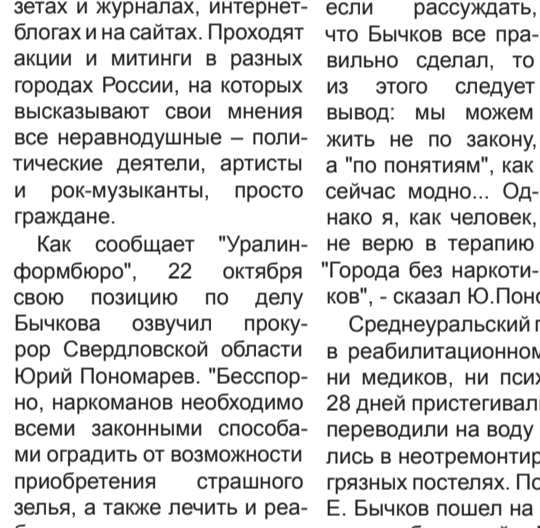 зетах и журналах, интернет-
блогах и на сайтах. Проходят
акции и митинги в разных
городах России, на которых
высказывают свои мнения
все неравнодушные – поли-
тические деятели, артисты
и рок-музыканты, просто
граждане.
Как сообщает "Уралин-
формбюро", 22 октября
свою позицию по делу
Бычкова озвучил проку-
рор Свердловской области
Юрий Пономарев. "Бесспор-
но, наркоманов необходимо
всеми законными способа-
ми оградить от возможности
приобретения страшного
зелья, а также лечить и реа-
если рассуждать,
что Бычков все пра-
вильно сделал, то
из этого следует
вывод: мы можем
жить не по закону,
а "по понятиям", как
сейчас модно... Од-
нако я, как человек,
не верю в терапию
"Города без наркоти-
ков", - сказал Ю.Поно
Среднеуральский
в реабилитационном
ни медиков, ни псих
28 дней пристегивал
переводили на воду
лись в неотремонтир
грязных постелях. По
Е. Бычков пошел на